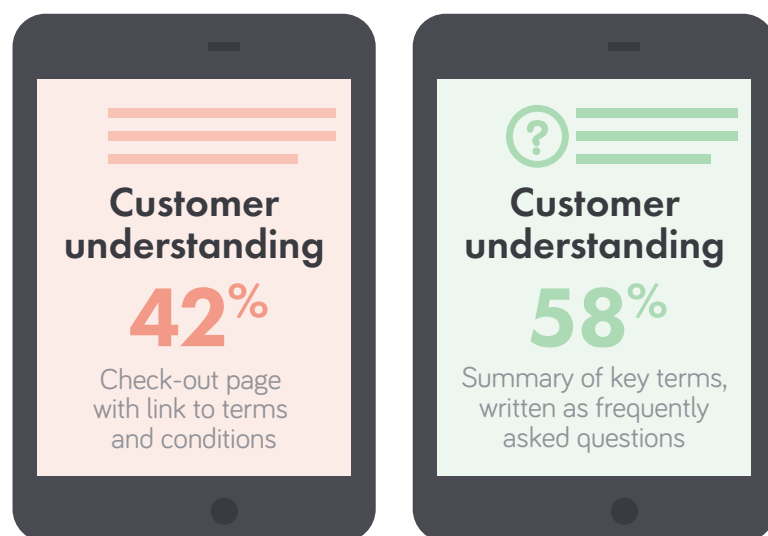 Customer
understanding
42%
Check-out page
with link to terms
and conditions
?
Customer
understanding
58%
Summary of key terms,
written as frequently
asked questions